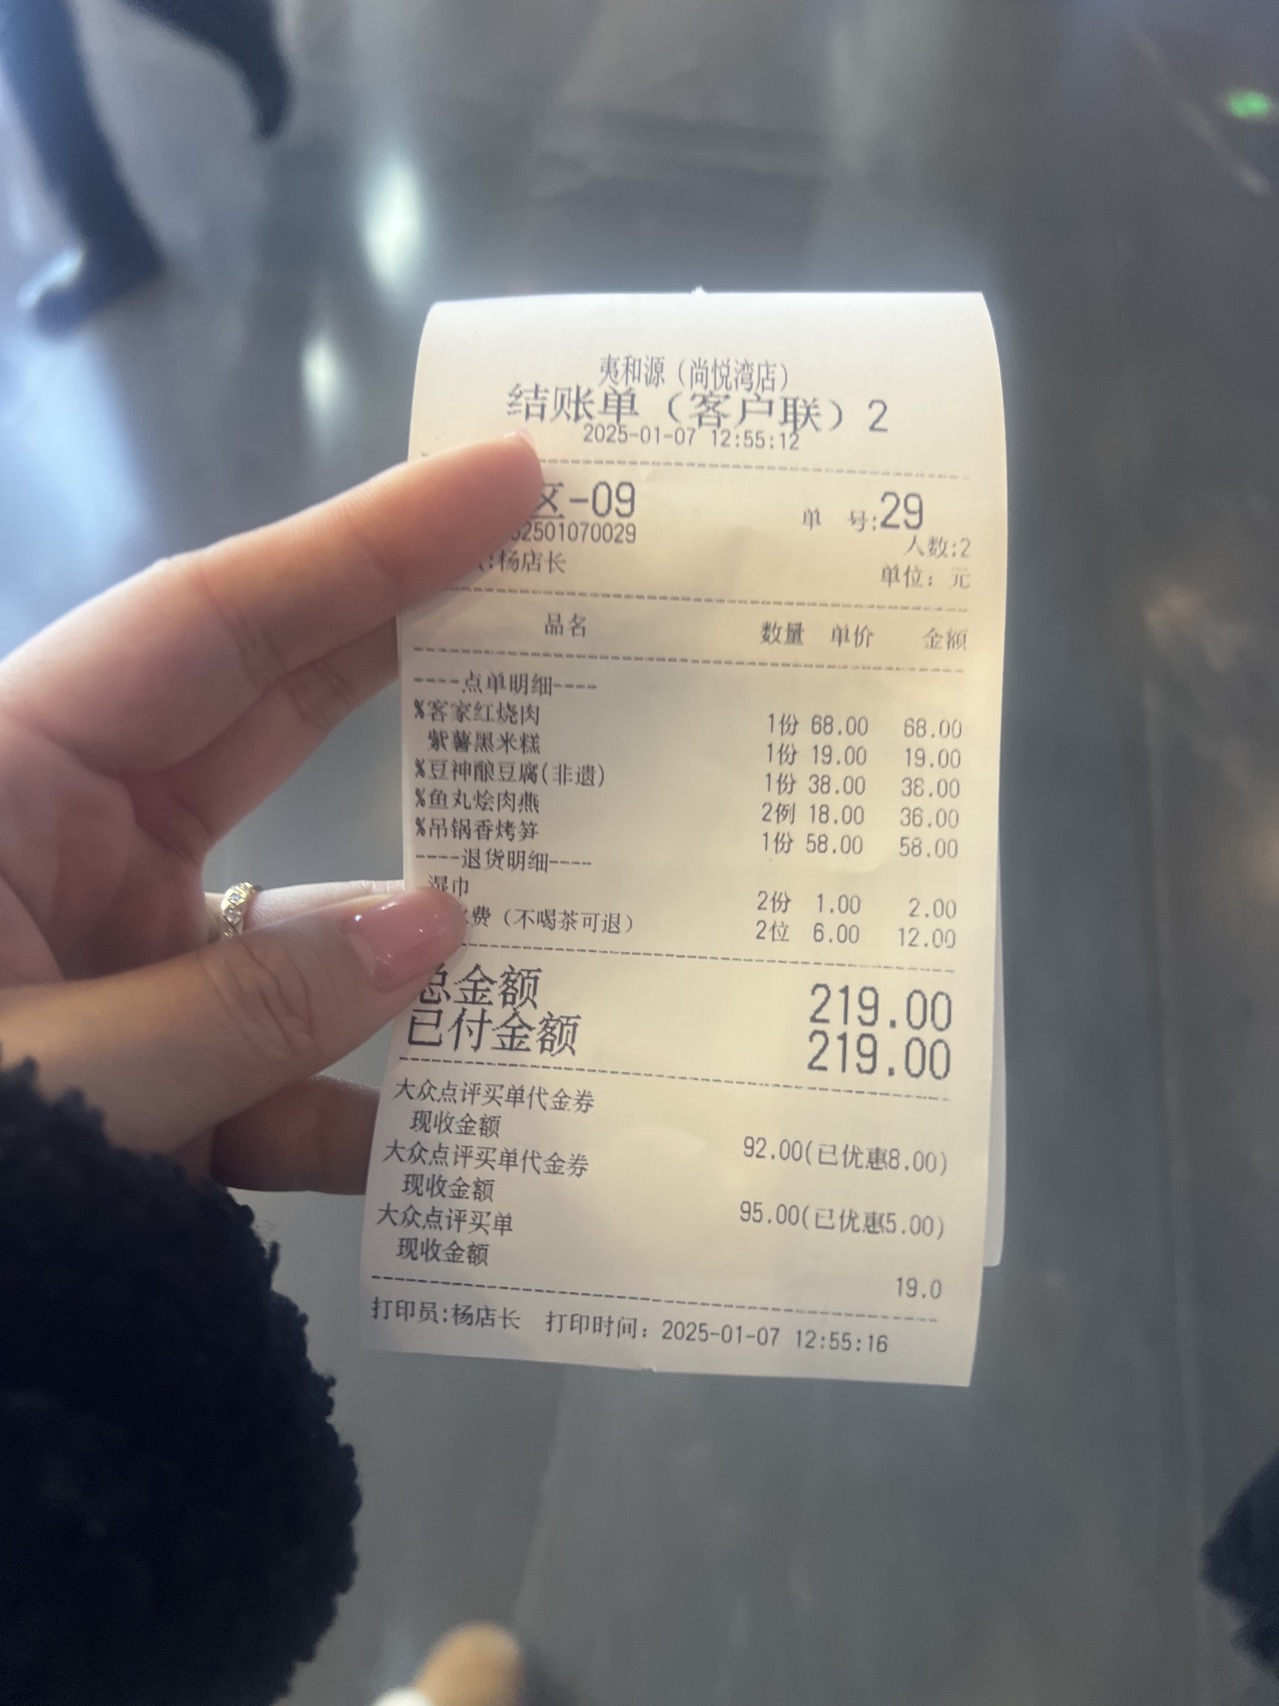 夷和源（尚悦湾店）
结账单（客户联）2
2025-01-07 12:55:12
区-09 单 号:29
2501070029 人数:2
:杨店长 单位：元
品名 数量 单价 金额
----点单明细----
%客家红烧肉 1份 68.00 68.00
紫薯黑米糕 1份 19.00 19.00
%豆神酿豆腐(非遗) 1份 38.00 38.00
%鱼丸烩肉燕 2例 18.00 36.00
%吊锅香烤笋 1份 58.00 58.00
----退货明细----
湿巾 2份 1.00 2.00
费（不喝茶可退） 2位 6.00 12.00
总金额 219.00
已付金额 219.00
大众点评买单代金券
现收金额 92.00(已优惠8.00)
大众点评买单代金券
现收金额 95.00(已优惠5.00)
大众点评买单
现收金额 19.0
打印员:杨店长 打印时间：2025-01-07 12:55:16